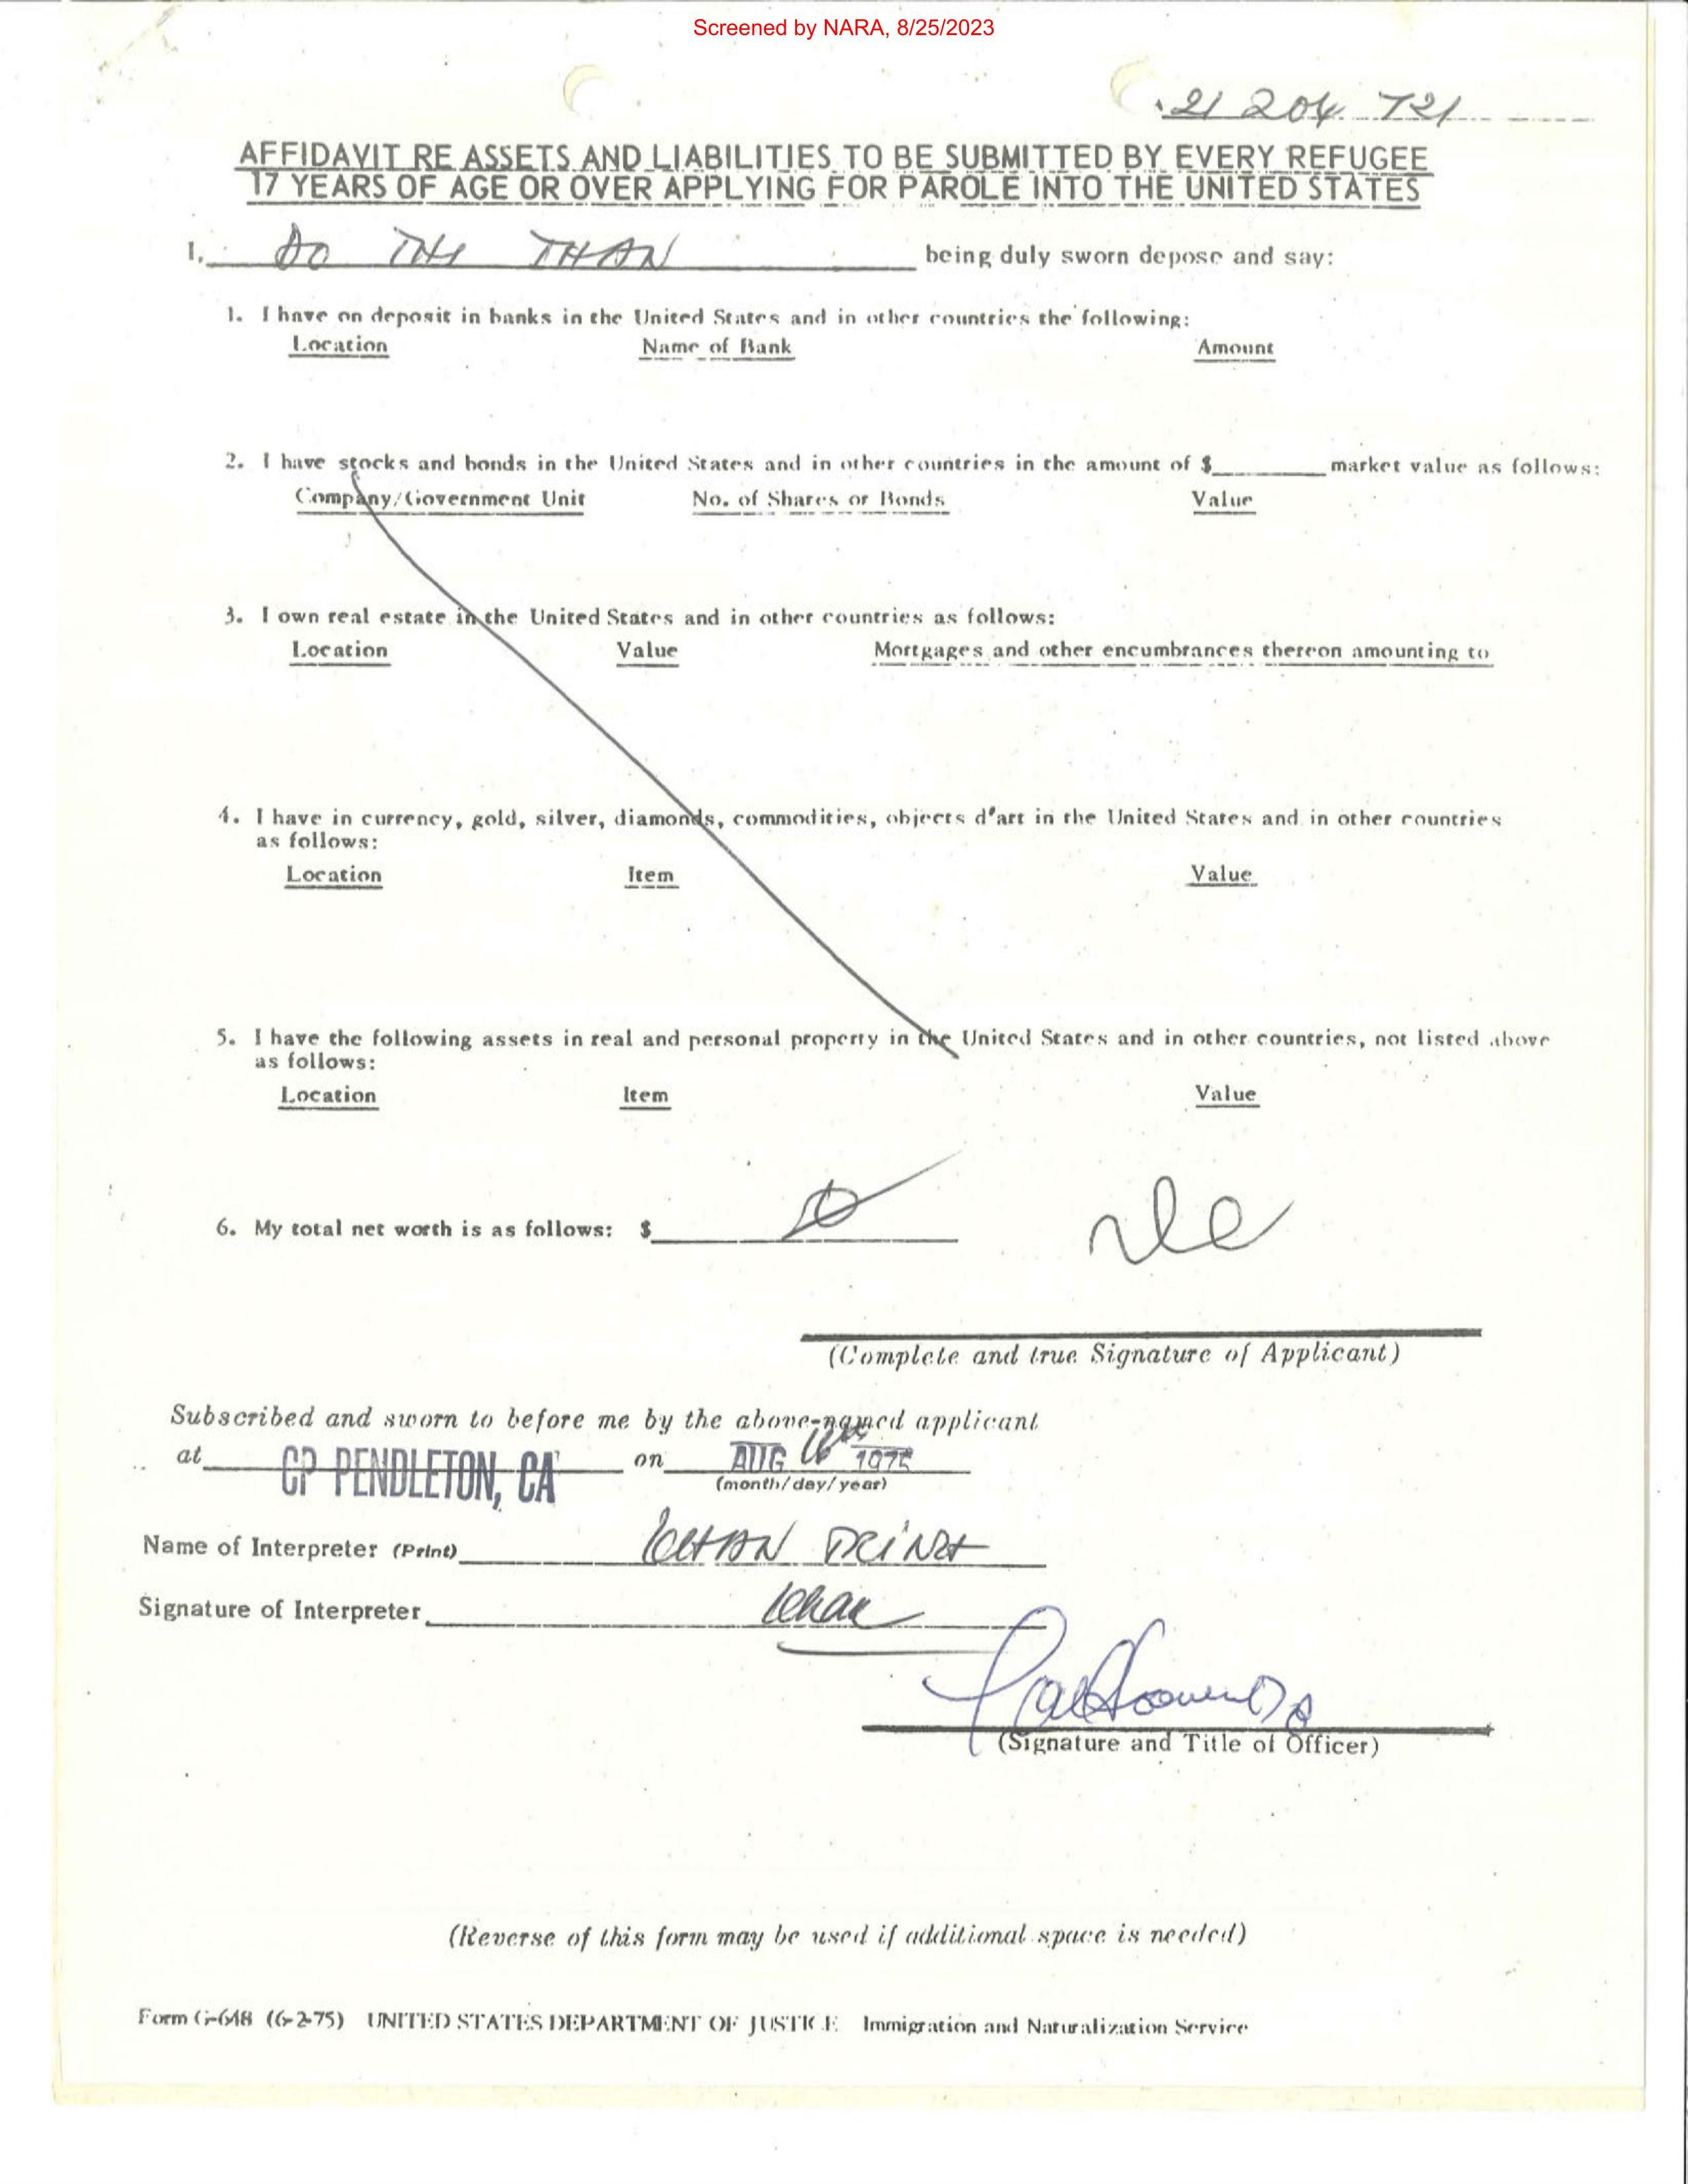 Screened by NARA, 8/25/2023
21 204 721
AFFIDAVIT RE ASSETS AND LIABILITIES TO BE SUBMITTED BY EVERY REFUGEE
17 YEARS OF AGE OR OVER APPLYING FOR PAROLE INTO THE UNITED STATES
I, DO THI THAN being duly sworn depose and say:
1. I have on deposit in banks in the United States and in other countries the following:
Location Name of Bank Amount
2. I have stocks and bonds in the United States and in other countries in the amount of $ market value as follows:
Company/Government Unit No. of Shares or Bonds Value
3. I own real estate in the United States and in other countries as follows:
Location Value Mortgages and other encumbrances thereon amounting to
4. I have in currency, gold, silver, diamonds, commodities, objects d'art in the United States and in other countries
as follows:
Location Item Value
5. I have the following assets in real and personal property in the United States and in other countries, not listed above
as follows:
Location Item Value
6. My total net worth is as follows: $ 0
(Complete and true Signature of Applicant)
Subscribed and sworn to before me by the above-named applicant
at CP PENDLETON, CA on AUG 1975
(month/day/year)
Name of Interpreter (Print) KHAN
Signature of Interpreter Khan
(Signature and Title of Officer)
(Reverse of this form may be used if additional space is needed)
Form G-648 (6-2-75) UNITED STATES DEPARTMENT OF JUSTICE Immigration and Naturalization Service